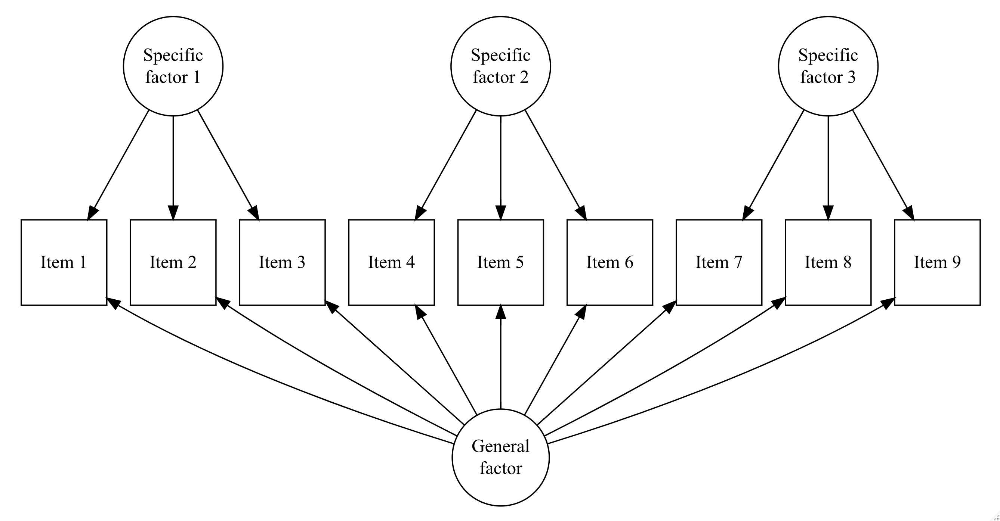 Specific
factor 1
Specific
factor 2
Specific
factor 3
Item 1
Item 2
Item 3
Item 4
Item 5
Item 6
Item 7
Item 8
Item 9
General
factor